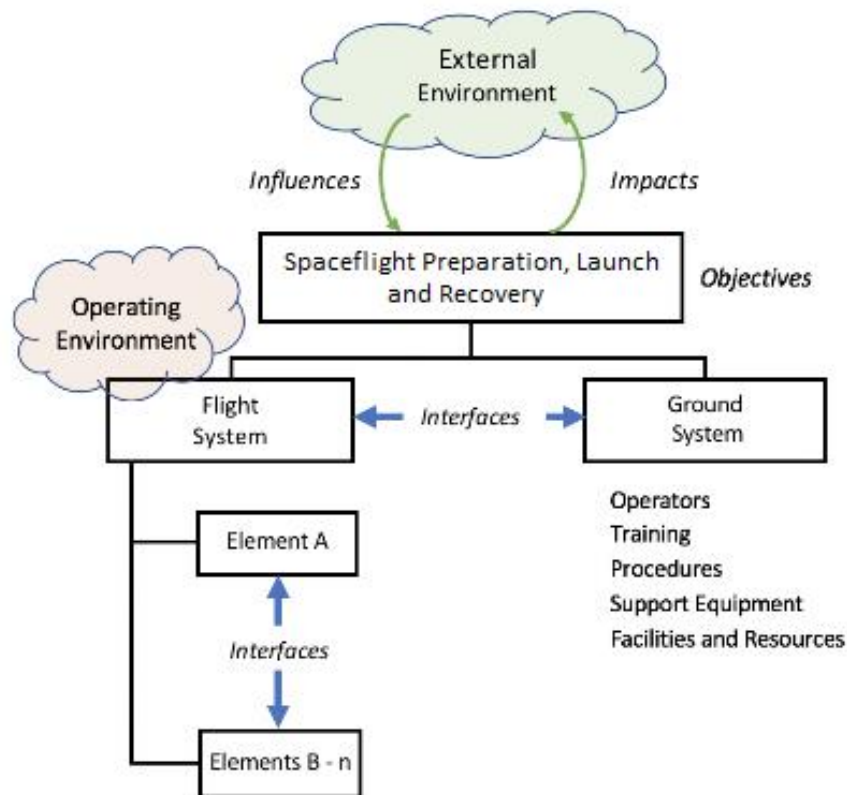 External
Environment
Influences
Impacts
Spaceflight Preparation, Launch
and Recovery
Objectives
Operating
Environment
Flight
System
Interfaces
Ground
System
Operators
Training
Procedures
Support Equipment
Facilities and Resources
Element A
Interfaces
Elements B - n